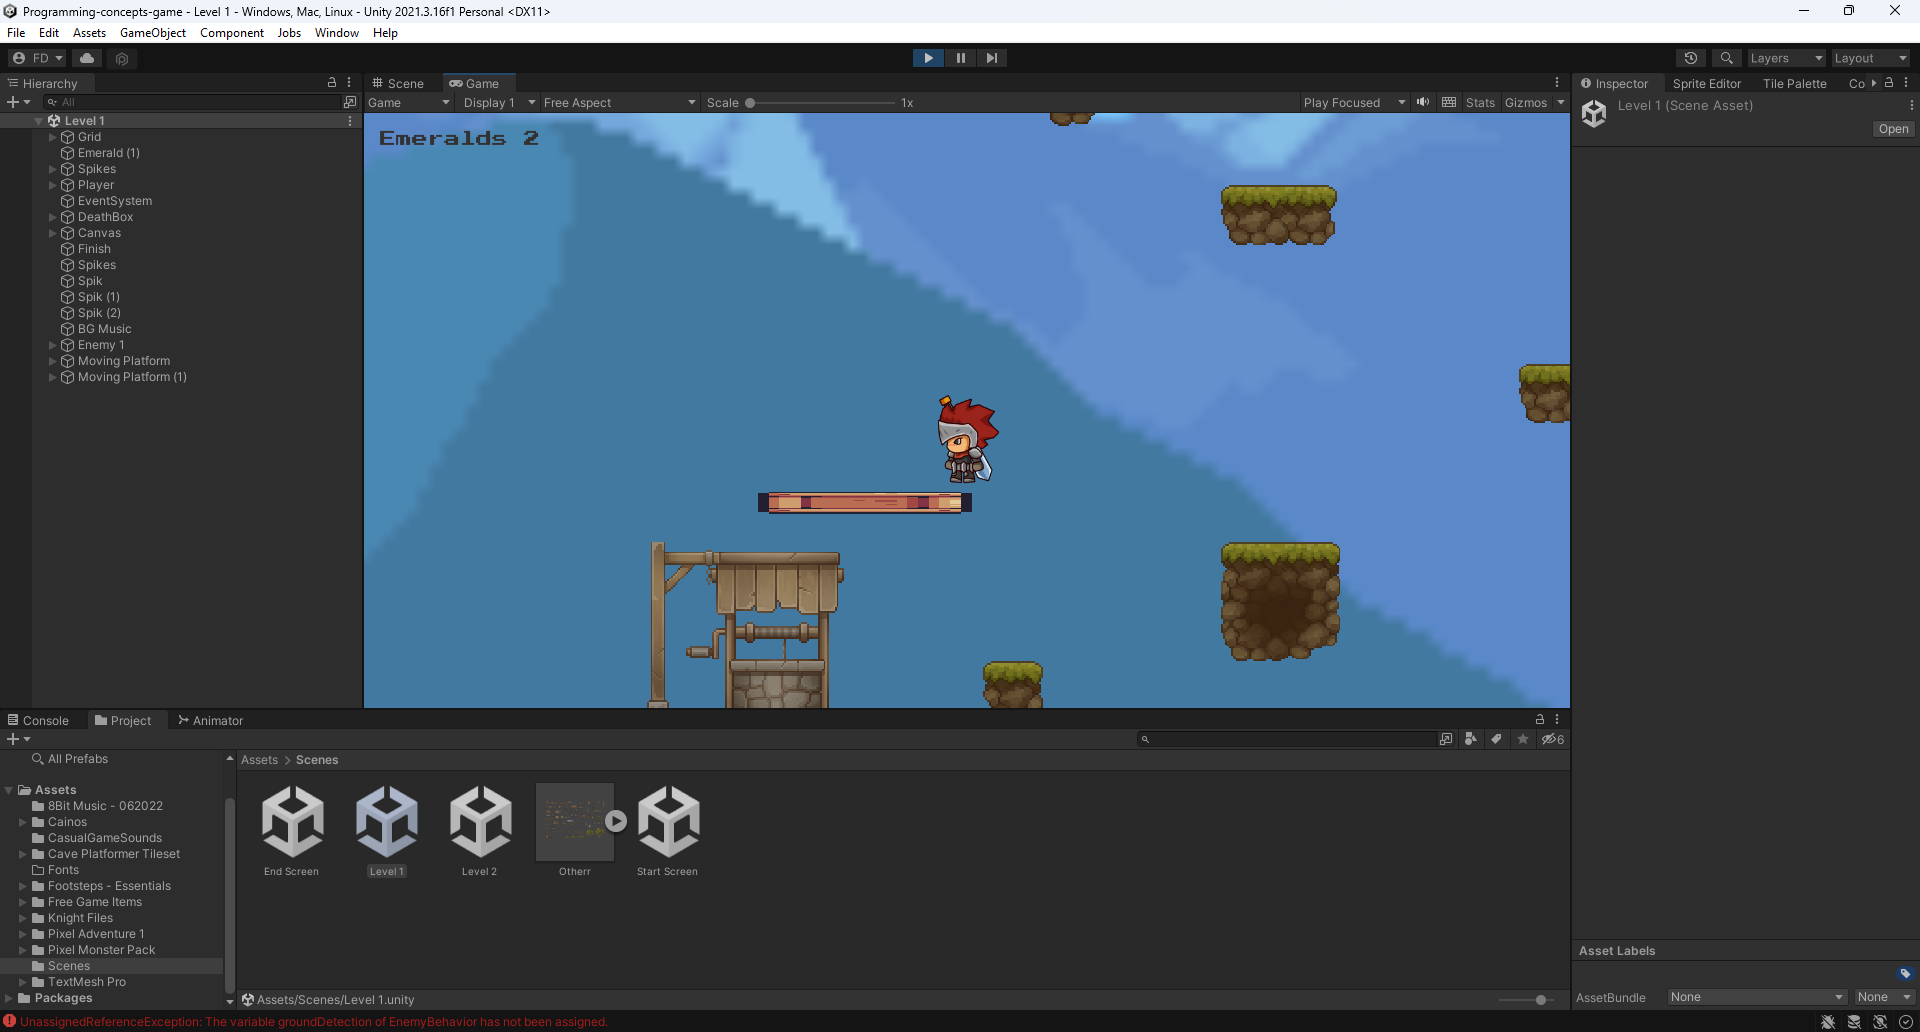 Programming-concepts-game - Level 1 - Windows, Mac, Linux - Unity 2021.3.16f1 Personal <DX11>
File Edit Assets GameObject Component Jobs Window Help
FD Layers Layout
Hierarchy
All
Level 1
Grid
Emerald (1)
Spikes
Player
EventSystem
DeathBox
Canvas
Finish
Spikes
Spik
Spik (1)
Spik (2)
BG Music
Enemy 1
Moving Platform
Moving Platform (1)
Scene Game
Game Display 1 Free Aspect Scale 1x Play Focused Stats Gizmos
Emeralds 2
Inspector Sprite Editor Tile Palette Co
Level 1 (Scene Asset)
Open
Console Project Animator
6
All Prefabs
Assets
8Bit Music - 062022
Cainos
CasualGameSounds
Cave Platformer Tileset
Fonts
Footsteps - Essentials
Free Game Items
Knight Files
Pixel Adventure 1
Pixel Monster Pack
Scenes
TextMesh Pro
Packages
Assets > Scenes
End Screen Level 1 Level 2 Otherr Start Screen
Assets/Scenes/Level 1.unity
Asset Labels
AssetBundle None None
UnassignedReferenceException: The variable groundDetection of EnemyBehavior has not been assigned.